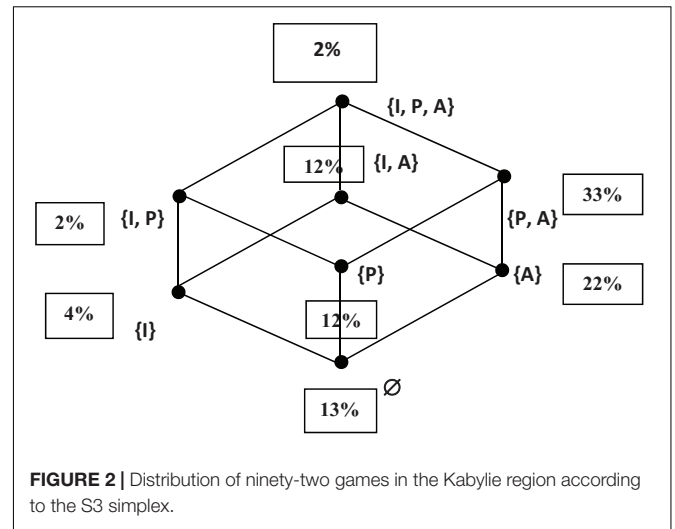 2%
{I, P, A}
12% {I, A}
33%
2% {I, P} {P, A}
{P} {A} 22%
4% {I} 12%
∅
13%
FIGURE 2 | Distribution of ninety-two games in the Kabylie region according
to the S3 simplex.